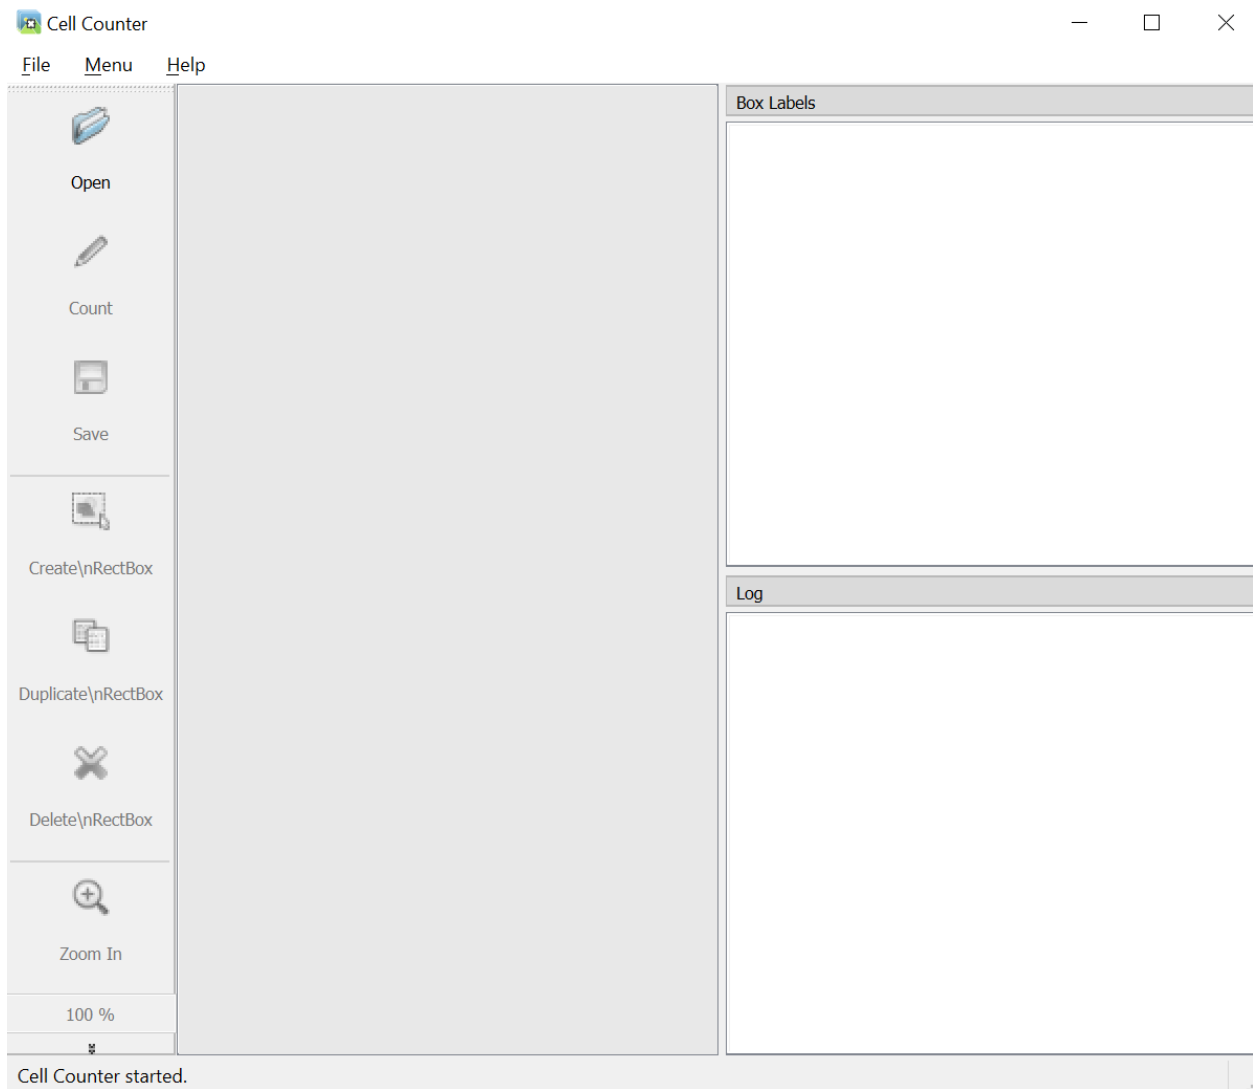 Cell Counter
File Menu Help
Open
Count
Save
Create\nRectBox
Duplicate\nRectBox
Delete\nRectBox
Zoom In
100 %
Box Labels
Log
Cell Counter started.